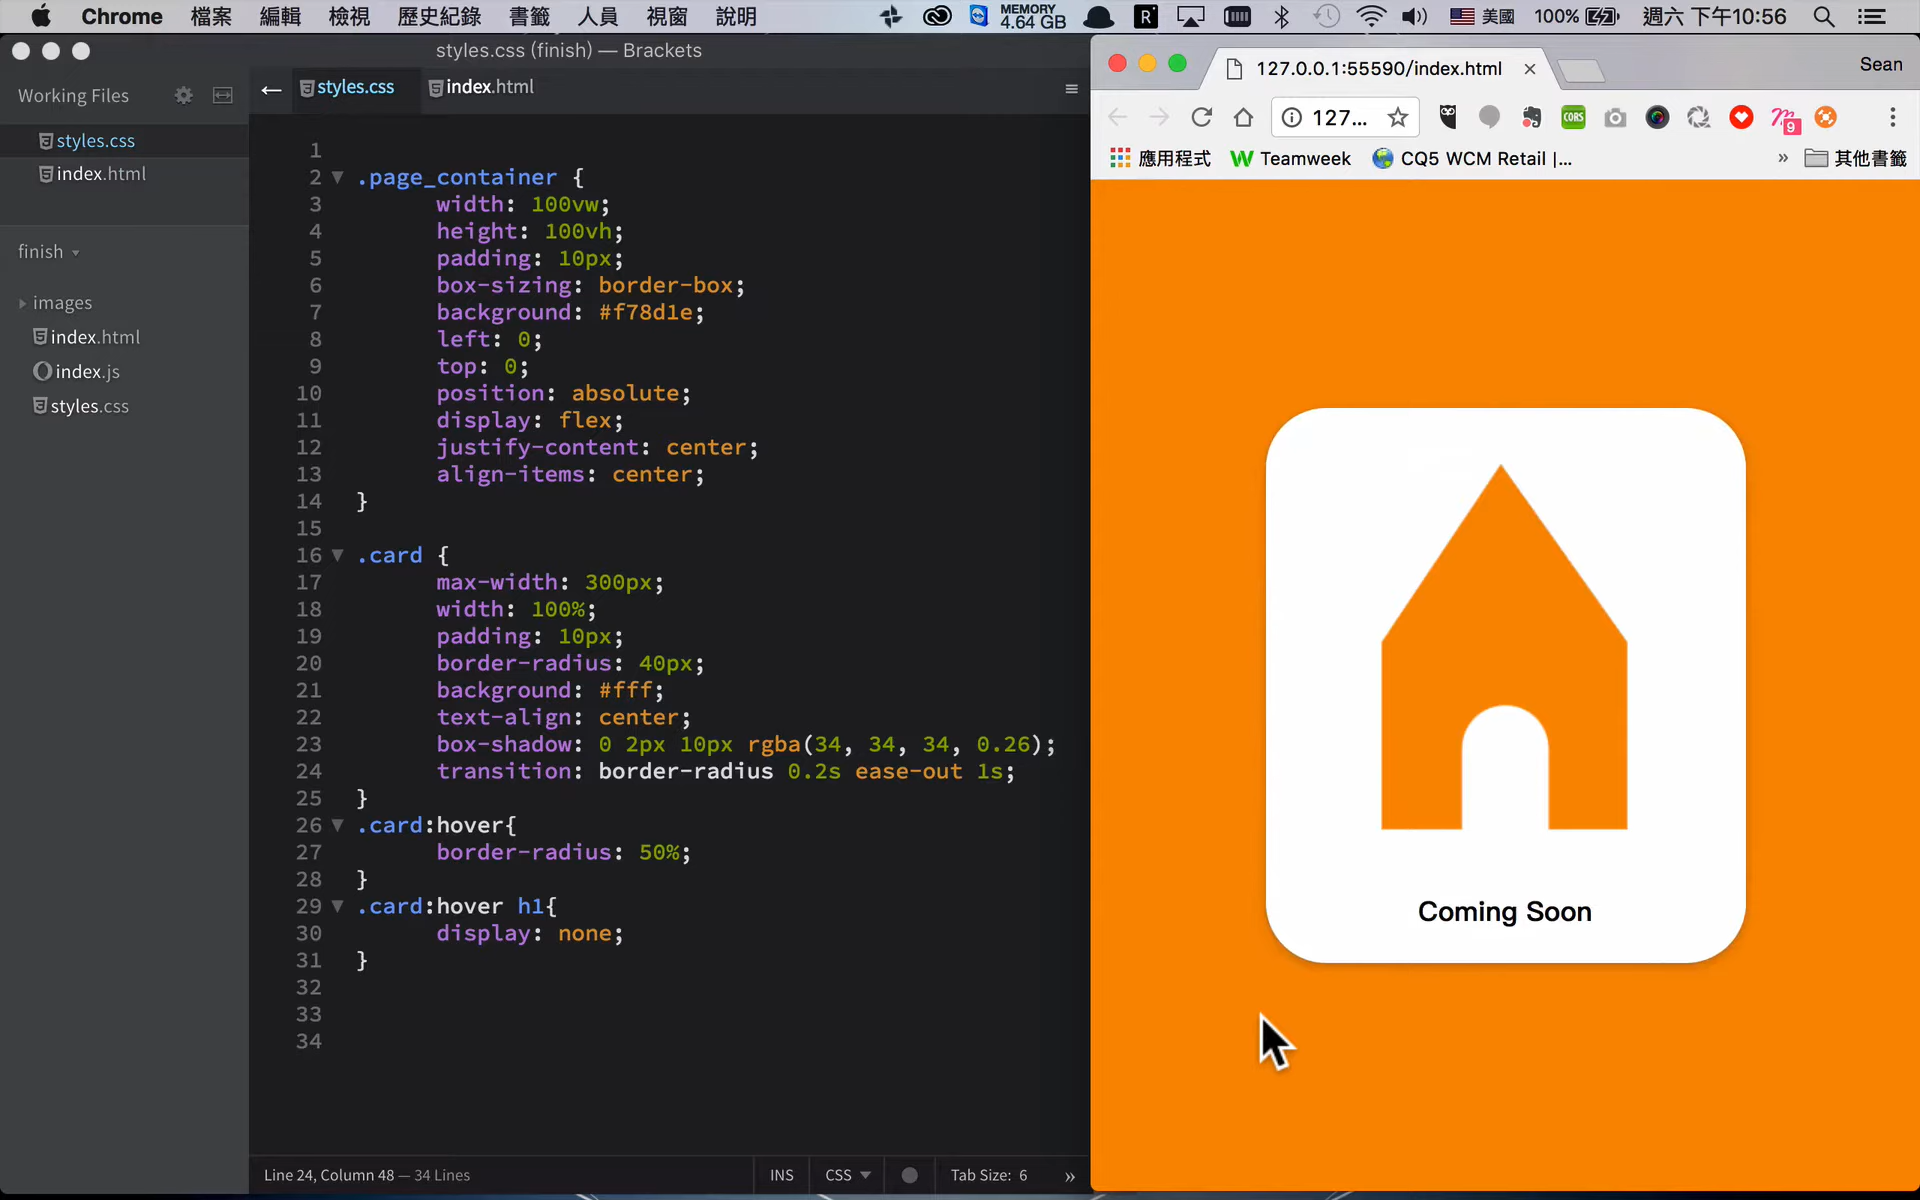 Chrome 檔案 編輯 檢視 歷史紀錄 書籤 人員 視窗 說明 MEMORY 4.64 GB R 美國 100% 週六 下午10:56
styles.css (finish) — Brackets
Working Files
styles.css
index.html
finish
images
index.html
index.js
styles.css
styles.css index.html
1
2 .page_container {
3 width: 100vw;
4 height: 100vh;
5 padding: 10px;
6 box-sizing: border-box;
7 background: #f78d1e;
8 left: 0;
9 top: 0;
10 position: absolute;
11 display: flex;
12 justify-content: center;
13 align-items: center;
14 }
15
16 .card {
17 max-width: 300px;
18 width: 100%;
19 padding: 10px;
20 border-radius: 40px;
21 background: #fff;
22 text-align: center;
23 box-shadow: 0 2px 10px rgba(34, 34, 34, 0.26);
24 transition: border-radius 0.2s ease-out 1s;
25 }
26 .card:hover{
27 border-radius: 50%;
28 }
29 .card:hover h1{
30 display: none;
31 }
32
33
34
Line 24, Column 48 — 34 Lines INS CSS Tab Size: 6 »
127.0.0.1:55590/index.html Sean
127... CORS 9
應用程式 Teamweek CQ5 WCM Retail |... » 其他書籤
Coming Soon